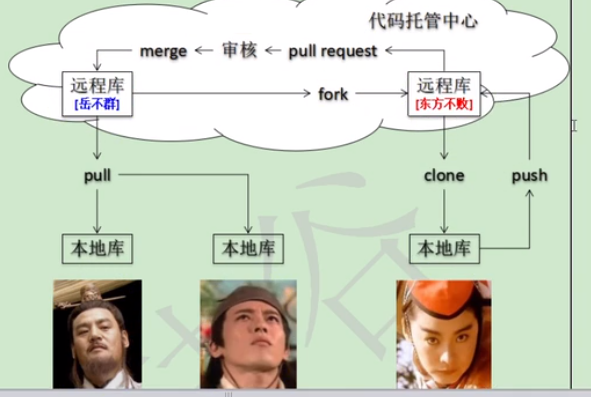 代码托管中心
merge
审核
pull request
远程库
[岳不群]
fork
远程库
[东方不败]
pull
clone
push
本地库
本地库
本地库